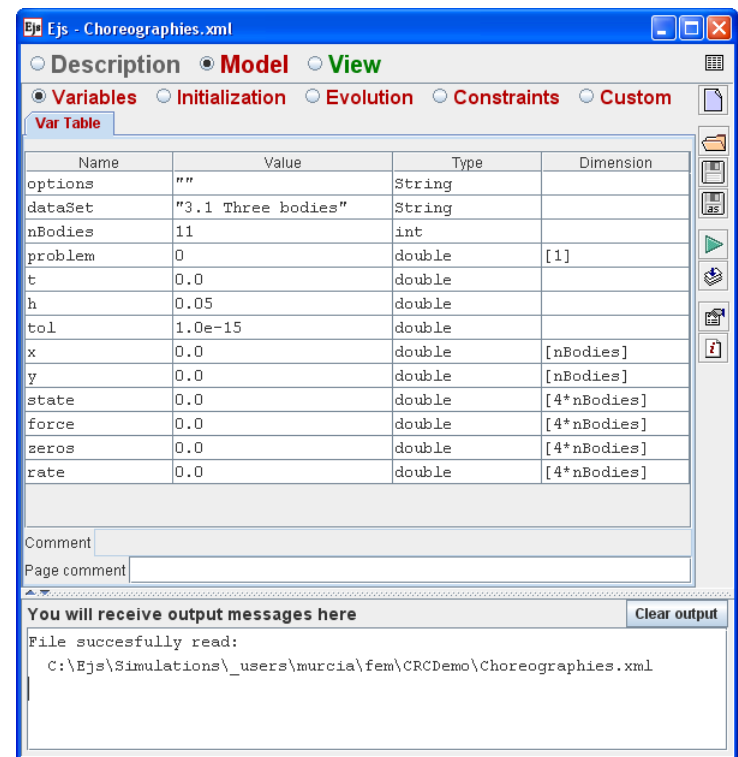 Ejs Ejs - Choreographies.xml
Description Model View
Variables Initialization Evolution Constraints Custom
Var Table
Name Value Type Dimension
options "" String
dataSet "3.1 Three bodies" String
nBodies 11 int
problem 0 double [1]
t 0.0 double
h 0.05 double
tol 1.0e-15 double
x 0.0 double [nBodies]
y 0.0 double [nBodies]
state 0.0 double [4*nBodies]
force 0.0 double [4*nBodies]
zeros 0.0 double [4*nBodies]
rate 0.0 double [4*nBodies]
as
i
Comment
Page comment
You will receive output messages here Clear output
File succesfully read:
C:\Ejs\Simulations\_users\murcia\fem\CRCDemo\Choreographies.xml